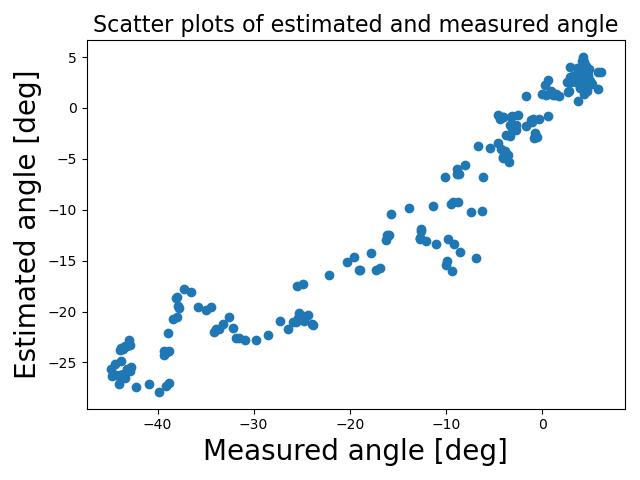 Scatter plots of estimated and measured angle
5
0
−5
−10
−15
−20
−25
Estimated angle [deg]
−40 −30 −20 −10 0
Measured angle [deg]